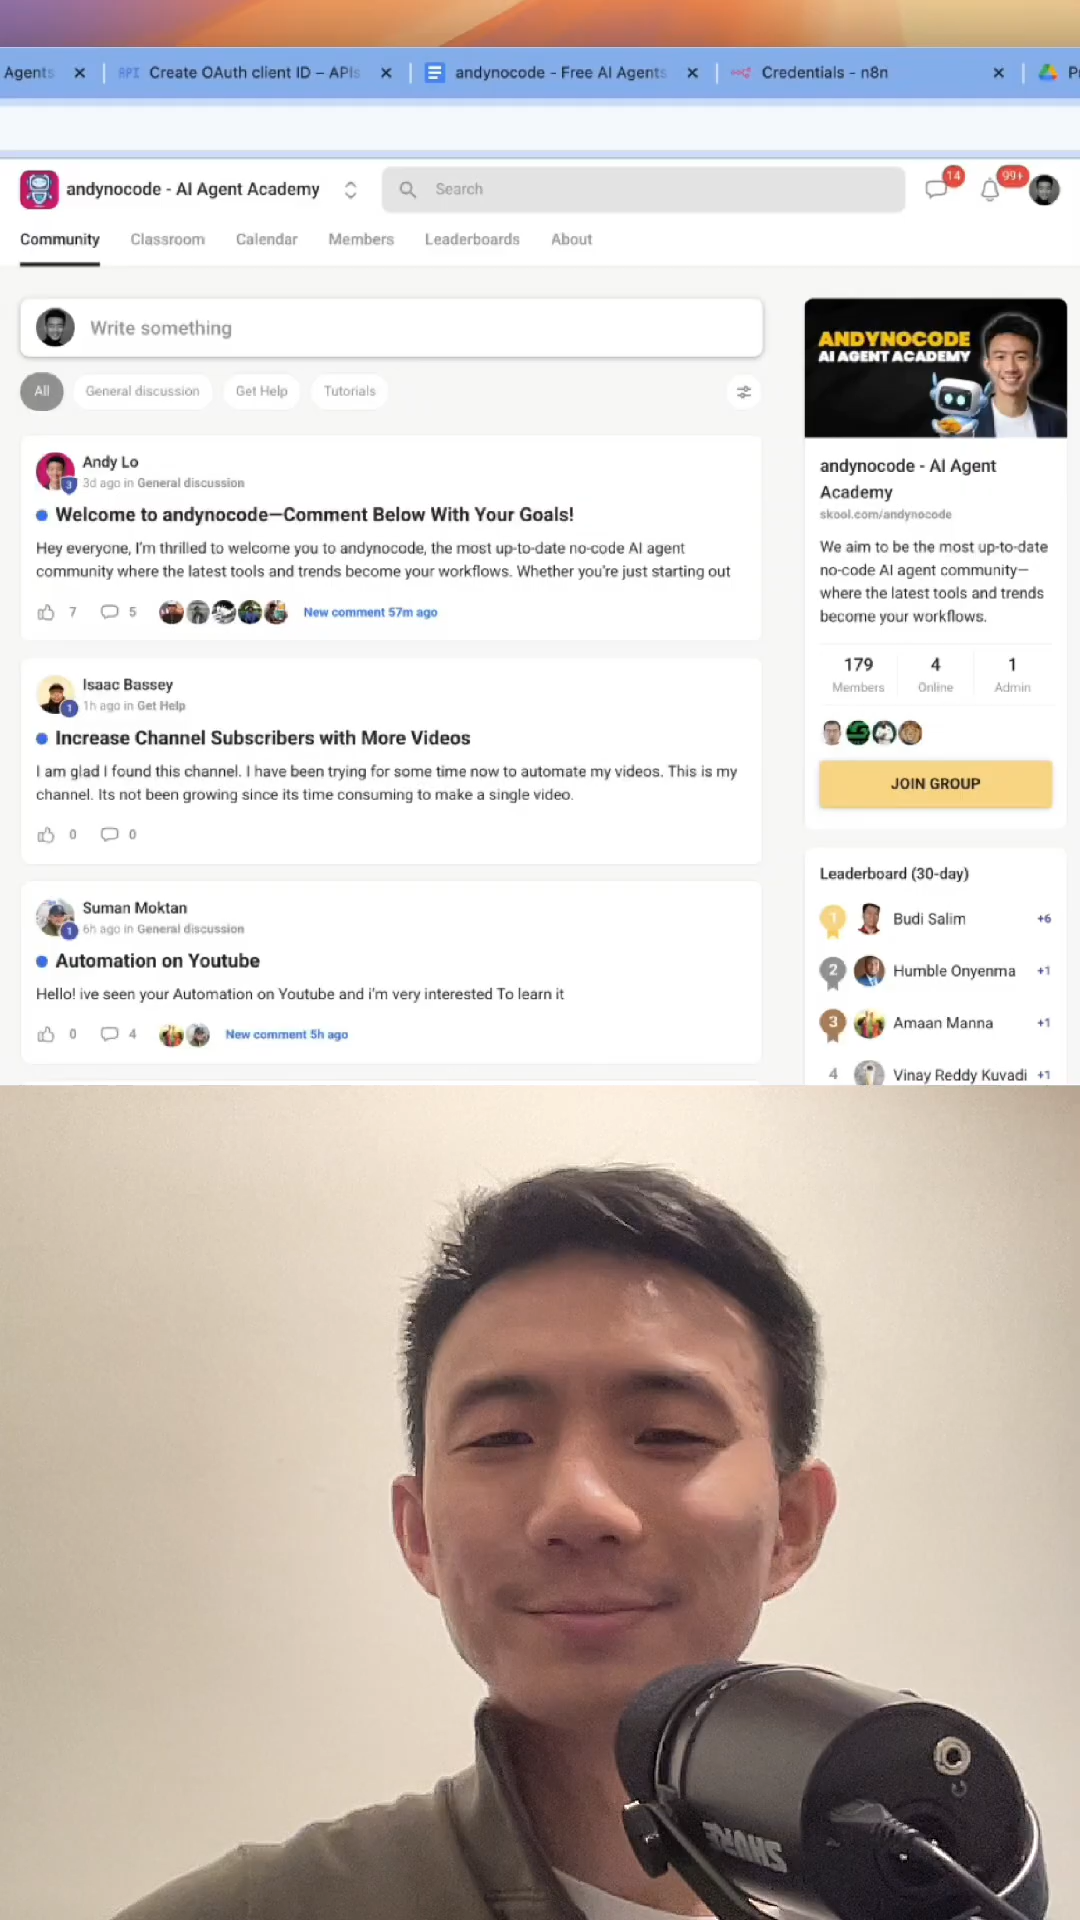 Agents
API Create OAuth client ID – APIs
andynocode - Free AI Agents
Credentials - n8n
andynocode - AI Agent Academy
Search
14
99+
Community
Classroom
Calendar
Members
Leaderboards
About
Write something
All
General discussion
Get Help
Tutorials
Andy Lo
3
3d ago in General discussion
Welcome to andynocode—Comment Below With Your Goals!
Hey everyone, I'm thrilled to welcome you to andynocode, the most up-to-date no-code AI agent
community where the latest tools and trends become your workflows. Whether you're just starting out
7
5
New comment 57m ago
Isaac Bassey
1
1h ago in Get Help
Increase Channel Subscribers with More Videos
I am glad I found this channel. I have been trying for some time now to automate my videos. This is my
channel. Its not been growing since its time consuming to make a single video.
0
0
Suman Moktan
1
6h ago in General discussion
Automation on Youtube
Hello! ive seen your Automation on Youtube and i'm very interested To learn it
0
4
New comment 5h ago
ANDYNOCODE
AI AGENT ACADEMY
andynocode - AI Agent
Academy
skool.com/andynocode
We aim to be the most up-to-date
no-code AI agent community—
where the latest tools and trends
become your workflows.
179
Members
4
Online
1
Admin
JOIN GROUP
Leaderboard (30-day)
1 Budi Salim +6
2 Humble Onyenma +1
3 Amaan Manna +1
4 Vinay Reddy Kuvadi +1
SHURE